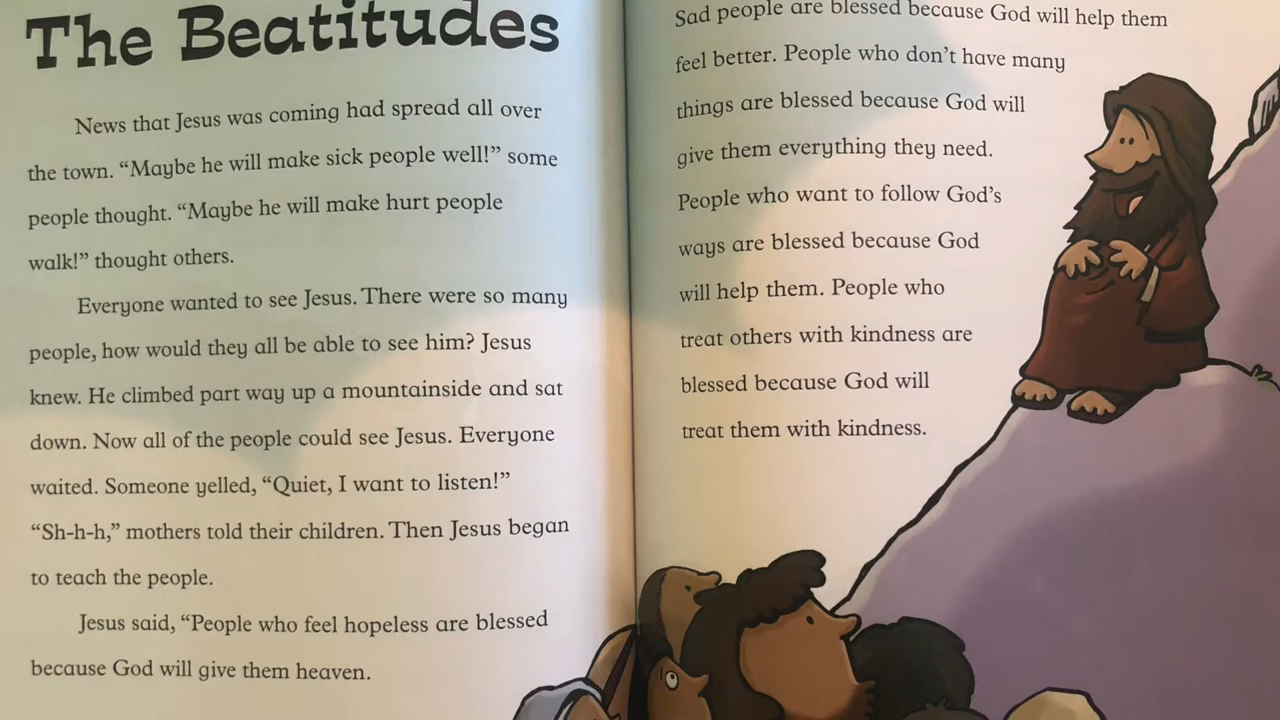 The Beatitudes
News that Jesus was coming had spread all over
the town. “Maybe he will make sick people well!” some
people thought. “Maybe he will make hurt people
walk!” thought others.
Everyone wanted to see Jesus. There were so many
people, how would they all be able to see him? Jesus
knew. He climbed part way up a mountainside and sat
down. Now all of the people could see Jesus. Everyone
waited. Someone yelled, “Quiet, I want to listen!”
“Sh-h-h,” mothers told their children. Then Jesus began
to teach the people.
Jesus said, “People who feel hopeless are blessed
because God will give them heaven.
Sad people are blessed because God will help them
feel better. People who don’t have many
things are blessed because God will
give them everything they need.
People who want to follow God’s
ways are blessed because God
will help them. People who
treat others with kindness are
blessed because God will
treat them with kindness.